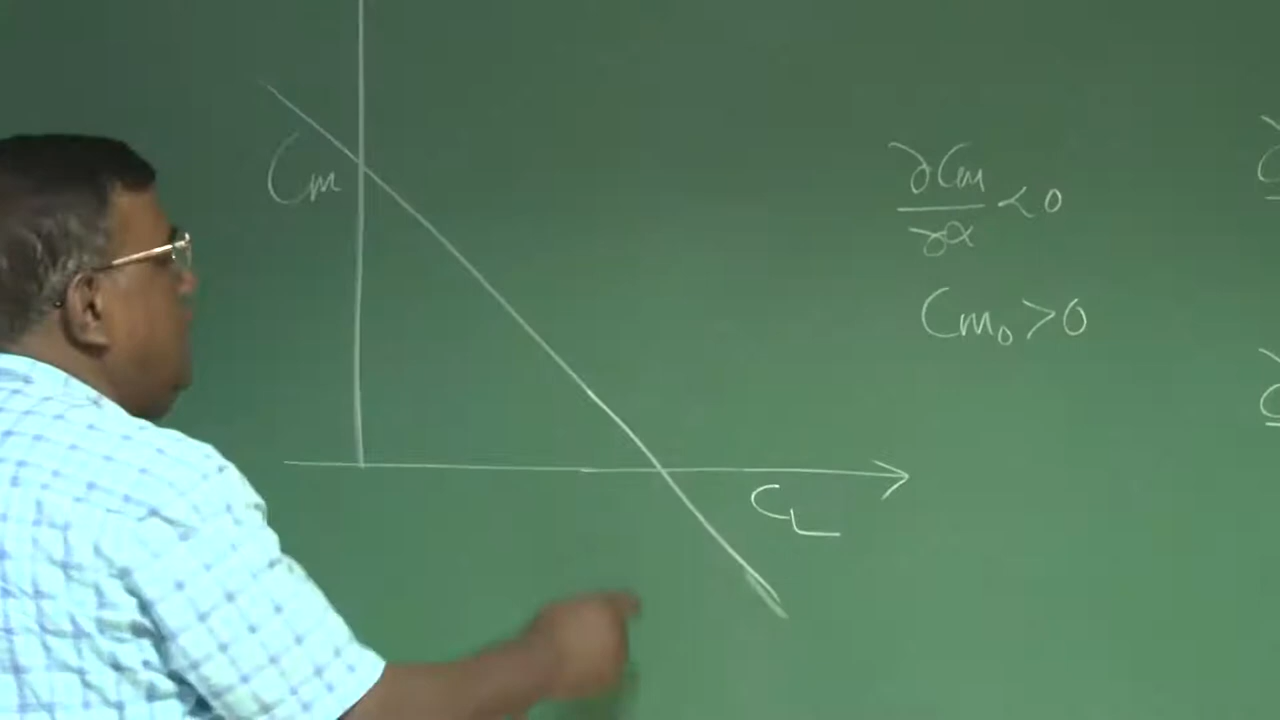 Cm
∂Cm/∂α < 0
Cm₀ > 0
CL